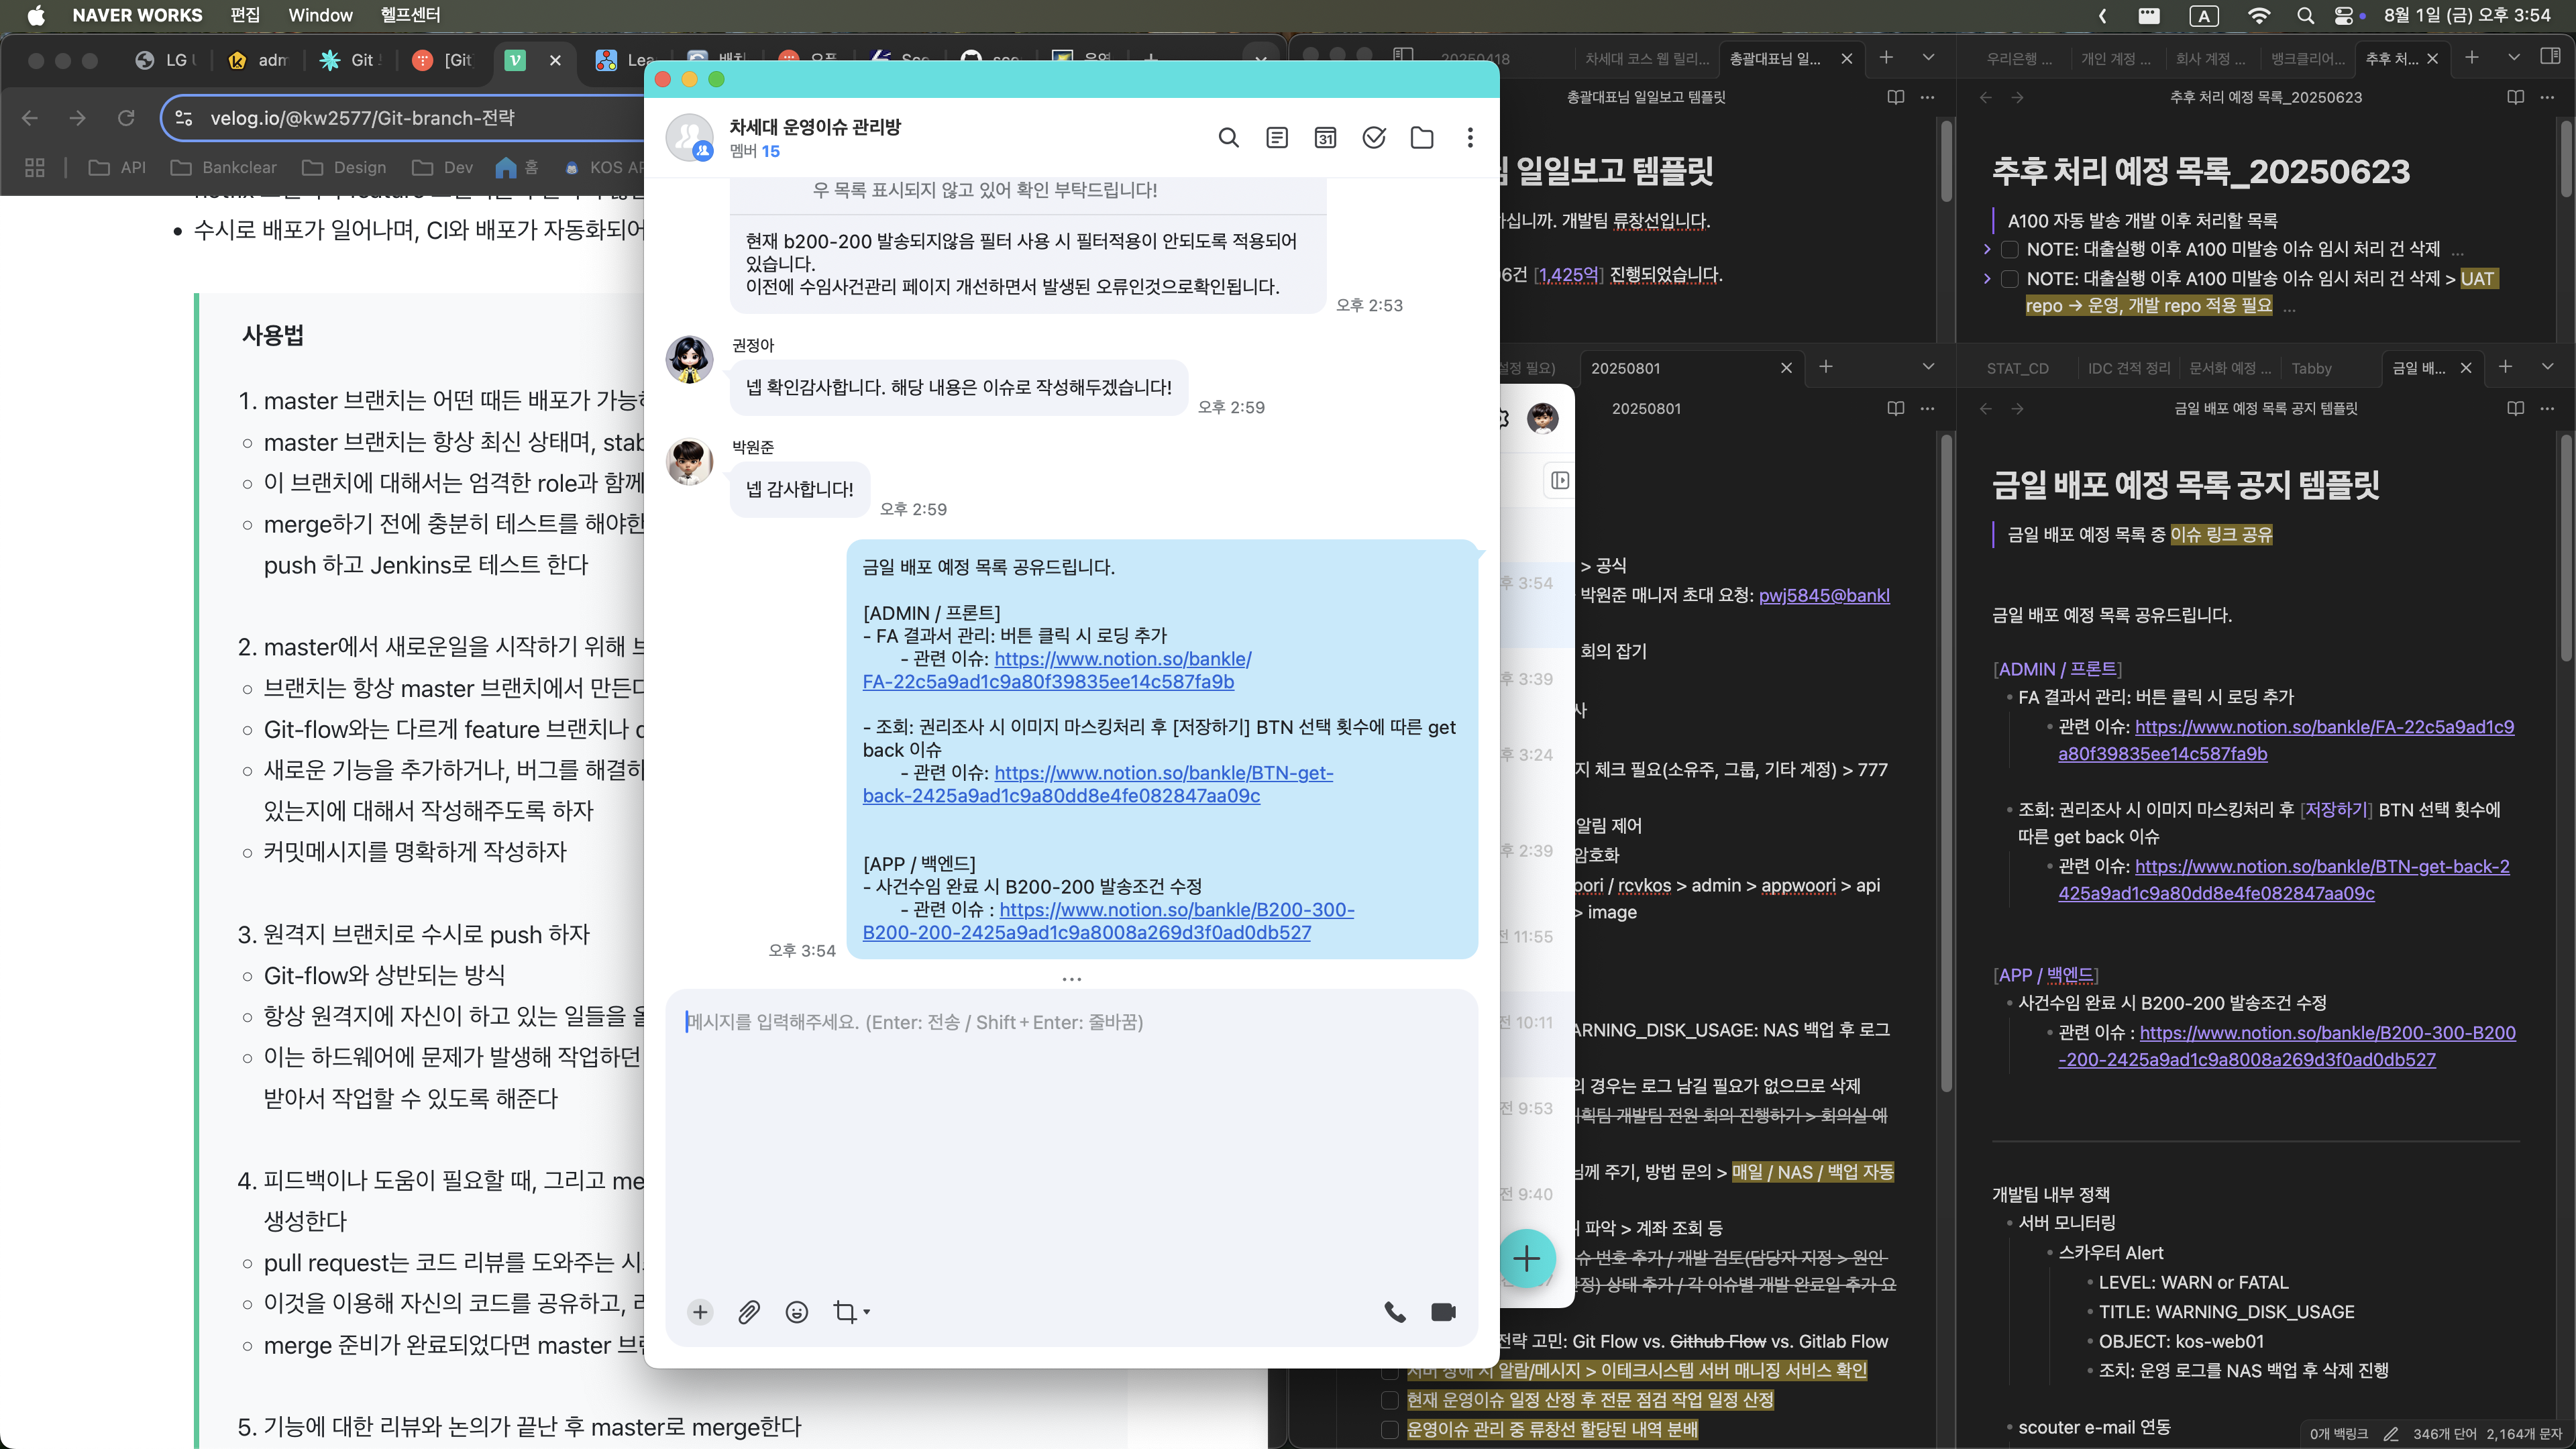 NAVER WORKS 편집 Window 헬프센터
A 8월 1일 (금) 오후 3:54
LG adm Git [Git Lea 배치
velog.io/@kw2577/Git-branch-전략
API Bankclear Design Dev 홈 KOS AP
수시로 배포가 일어나며, CI와 배포가 자동화되어
사용법
1. master 브랜치는 어떤 때든 배포가 가능
master 브랜치는 항상 최신 상태며, stab
이 브랜치에 대해서는 엄격한 role과 함께
merge하기 전에 충분히 테스트를 해야한
push 하고 Jenkins로 테스트 한다
2. master에서 새로운일을 시작하기 위해 브
브랜치는 항상 master 브랜치에서 만든다
Git-flow와는 다르게 feature 브랜치나 d
새로운 기능을 추가하거나, 버그를 해결하
있는지에 대해서 작성해주도록 하자
커밋메시지를 명확하게 작성하자
3. 원격지 브랜치로 수시로 push 하자
Git-flow와 상반되는 방식
항상 원격지에 자신이 하고 있는 일들을 올
이는 하드웨어에 문제가 발생해 작업하던
받아서 작업할 수 있도록 해준다
4. 피드백이나 도움이 필요할 때, 그리고 me
생성한다
pull request는 코드 리뷰를 도와주는 시
이것을 이용해 자신의 코드를 공유하고, 리
merge 준비가 완료되었다면 master 브
5. 기능에 대한 리뷰와 논의가 끝난 후 master로 merge한다
차세대 운영이슈 관리방
멤버 15
31
우 목록 표시되지 않고 있어 확인 부탁드립니다!
현재 b200-200 발송되지않음 필터 사용 시 필터적용이 안되도록 적용되어
있습니다.
이전에 수임사건관리 페이지 개선하면서 발생된 오류인것으로확인됩니다.
오후 2:53
권정아
넵 확인감사합니다. 해당 내용은 이슈로 작성해두겠습니다!
오후 2:59
박원준
넵 감사합니다!
오후 2:59
금일 배포 예정 목록 공유드립니다.
[ADMIN / 프론트]
- FA 결과서 관리: 버튼 클릭 시 로딩 추가
- 관련 이슈: https://www.notion.so/bankle/
FA-22c5a9ad1c9a80f39835ee14c587fa9b
- 조회: 권리조사 시 이미지 마스킹처리 후 [저장하기] BTN 선택 횟수에 따른 get
back 이슈
- 관련 이슈: https://www.notion.so/bankle/BTN-get-
back-2425a9ad1c9a80dd8e4fe082847aa09c
[APP / 백엔드]
- 사건수임 완료 시 B200-200 발송조건 수정
- 관련 이슈 : https://www.notion.so/bankle/B200-300-
B200-200-2425a9ad1c9a8008a269d3f0ad0db527
오후 3:54
메시지를 입력해주세요. (Enter: 전송 / Shift+Enter: 줄바꿈)
후 3:54
후 3:39
후 3:24
후 2:39
전 11:55
전 10:11
전 9:53
전 9:40
20250418 차세대 코스 웹 릴리... 총괄대표님 일...
총괄대표님 일일보고 템플릿
님 일일보고 템플릿
하십니까. 개발팀 류창선입니다.
6건 [1,425억] 진행되었습니다.
설정 필요) 20250801
20250801
> 공식
박원준 매니저 초대 요청: pwj5845@bankl
회의 잡기
사
지 체크 필요(소유주, 그룹, 기타 계정) > 777
알림 제어
암호화
oori / rcvkos > admin > appwoori > api
> image
ARNING_DISK_USAGE: NAS 백업 후 로그
의 경우는 로그 남길 필요가 없으므로 삭제
획팀 개발팀 전원 회의 진행하기 > 회의실 예
님께 주기, 방법 문의 > 매일 / NAS / 백업 자동
파악 > 계좌 조회 등
슈 번호 추가 / 개발 검토(담당자 지정 > 원인
정) 상태 추가 / 각 이슈별 개발 완료일 추가 요
전략 고민: Git Flow vs. Github Flow vs. Gitlab Flow
서버 장애 시 알람/메시지 > 이테크시스템 서버 매니징 서비스 확인
현재 운영이슈 일정 산정 후 전문 점검 작업 일정 산정
운영이슈 관리 중 류창선 할당된 내역 분배
우리은행 ... 개인 계정 ... 회사 계정 ... 뱅크클리어... 추후 처...
추후 처리 예정 목록_20250623
추후 처리 예정 목록_20250623
A100 자동 발송 개발 이후 처리할 목록
NOTE: 대출실행 이후 A100 미발송 이슈 임시 처리 건 삭제 ...
NOTE: 대출실행 이후 A100 미발송 이슈 임시 처리 건 삭제 > UAT
repo → 운영, 개발 repo 적용 필요 ...
STAT_CD IDC 견적 정리 문서화 예정 ... Tabby 금일 배...
금일 배포 예정 목록 공지 템플릿
금일 배포 예정 목록 공지 템플릿
금일 배포 예정 목록 중 이슈 링크 공유
금일 배포 예정 목록 공유드립니다.
[ADMIN / 프론트]
FA 결과서 관리: 버튼 클릭 시 로딩 추가
관련 이슈: https://www.notion.so/bankle/FA-22c5a9ad1c9
a80f39835ee14c587fa9b
조회: 권리조사 시 이미지 마스킹처리 후 [저장하기] BTN 선택 횟수에
따른 get back 이슈
관련 이슈: https://www.notion.so/bankle/BTN-get-back-2
425a9ad1c9a80dd8e4fe082847aa09c
[APP / 백엔드]
사건수임 완료 시 B200-200 발송조건 수정
관련 이슈 : https://www.notion.so/bankle/B200-300-B200
-200-2425a9ad1c9a8008a269d3f0ad0db527
개발팀 내부 정책
서버 모니터링
스카우터 Alert
LEVEL: WARN or FATAL
TITLE: WARNING_DISK_USAGE
OBJECT: kos-web01
조치: 운영 로그를 NAS 백업 후 삭제 진행
scouter e-mail 연동
0개 백링크 346개 단어 2,164개 문자